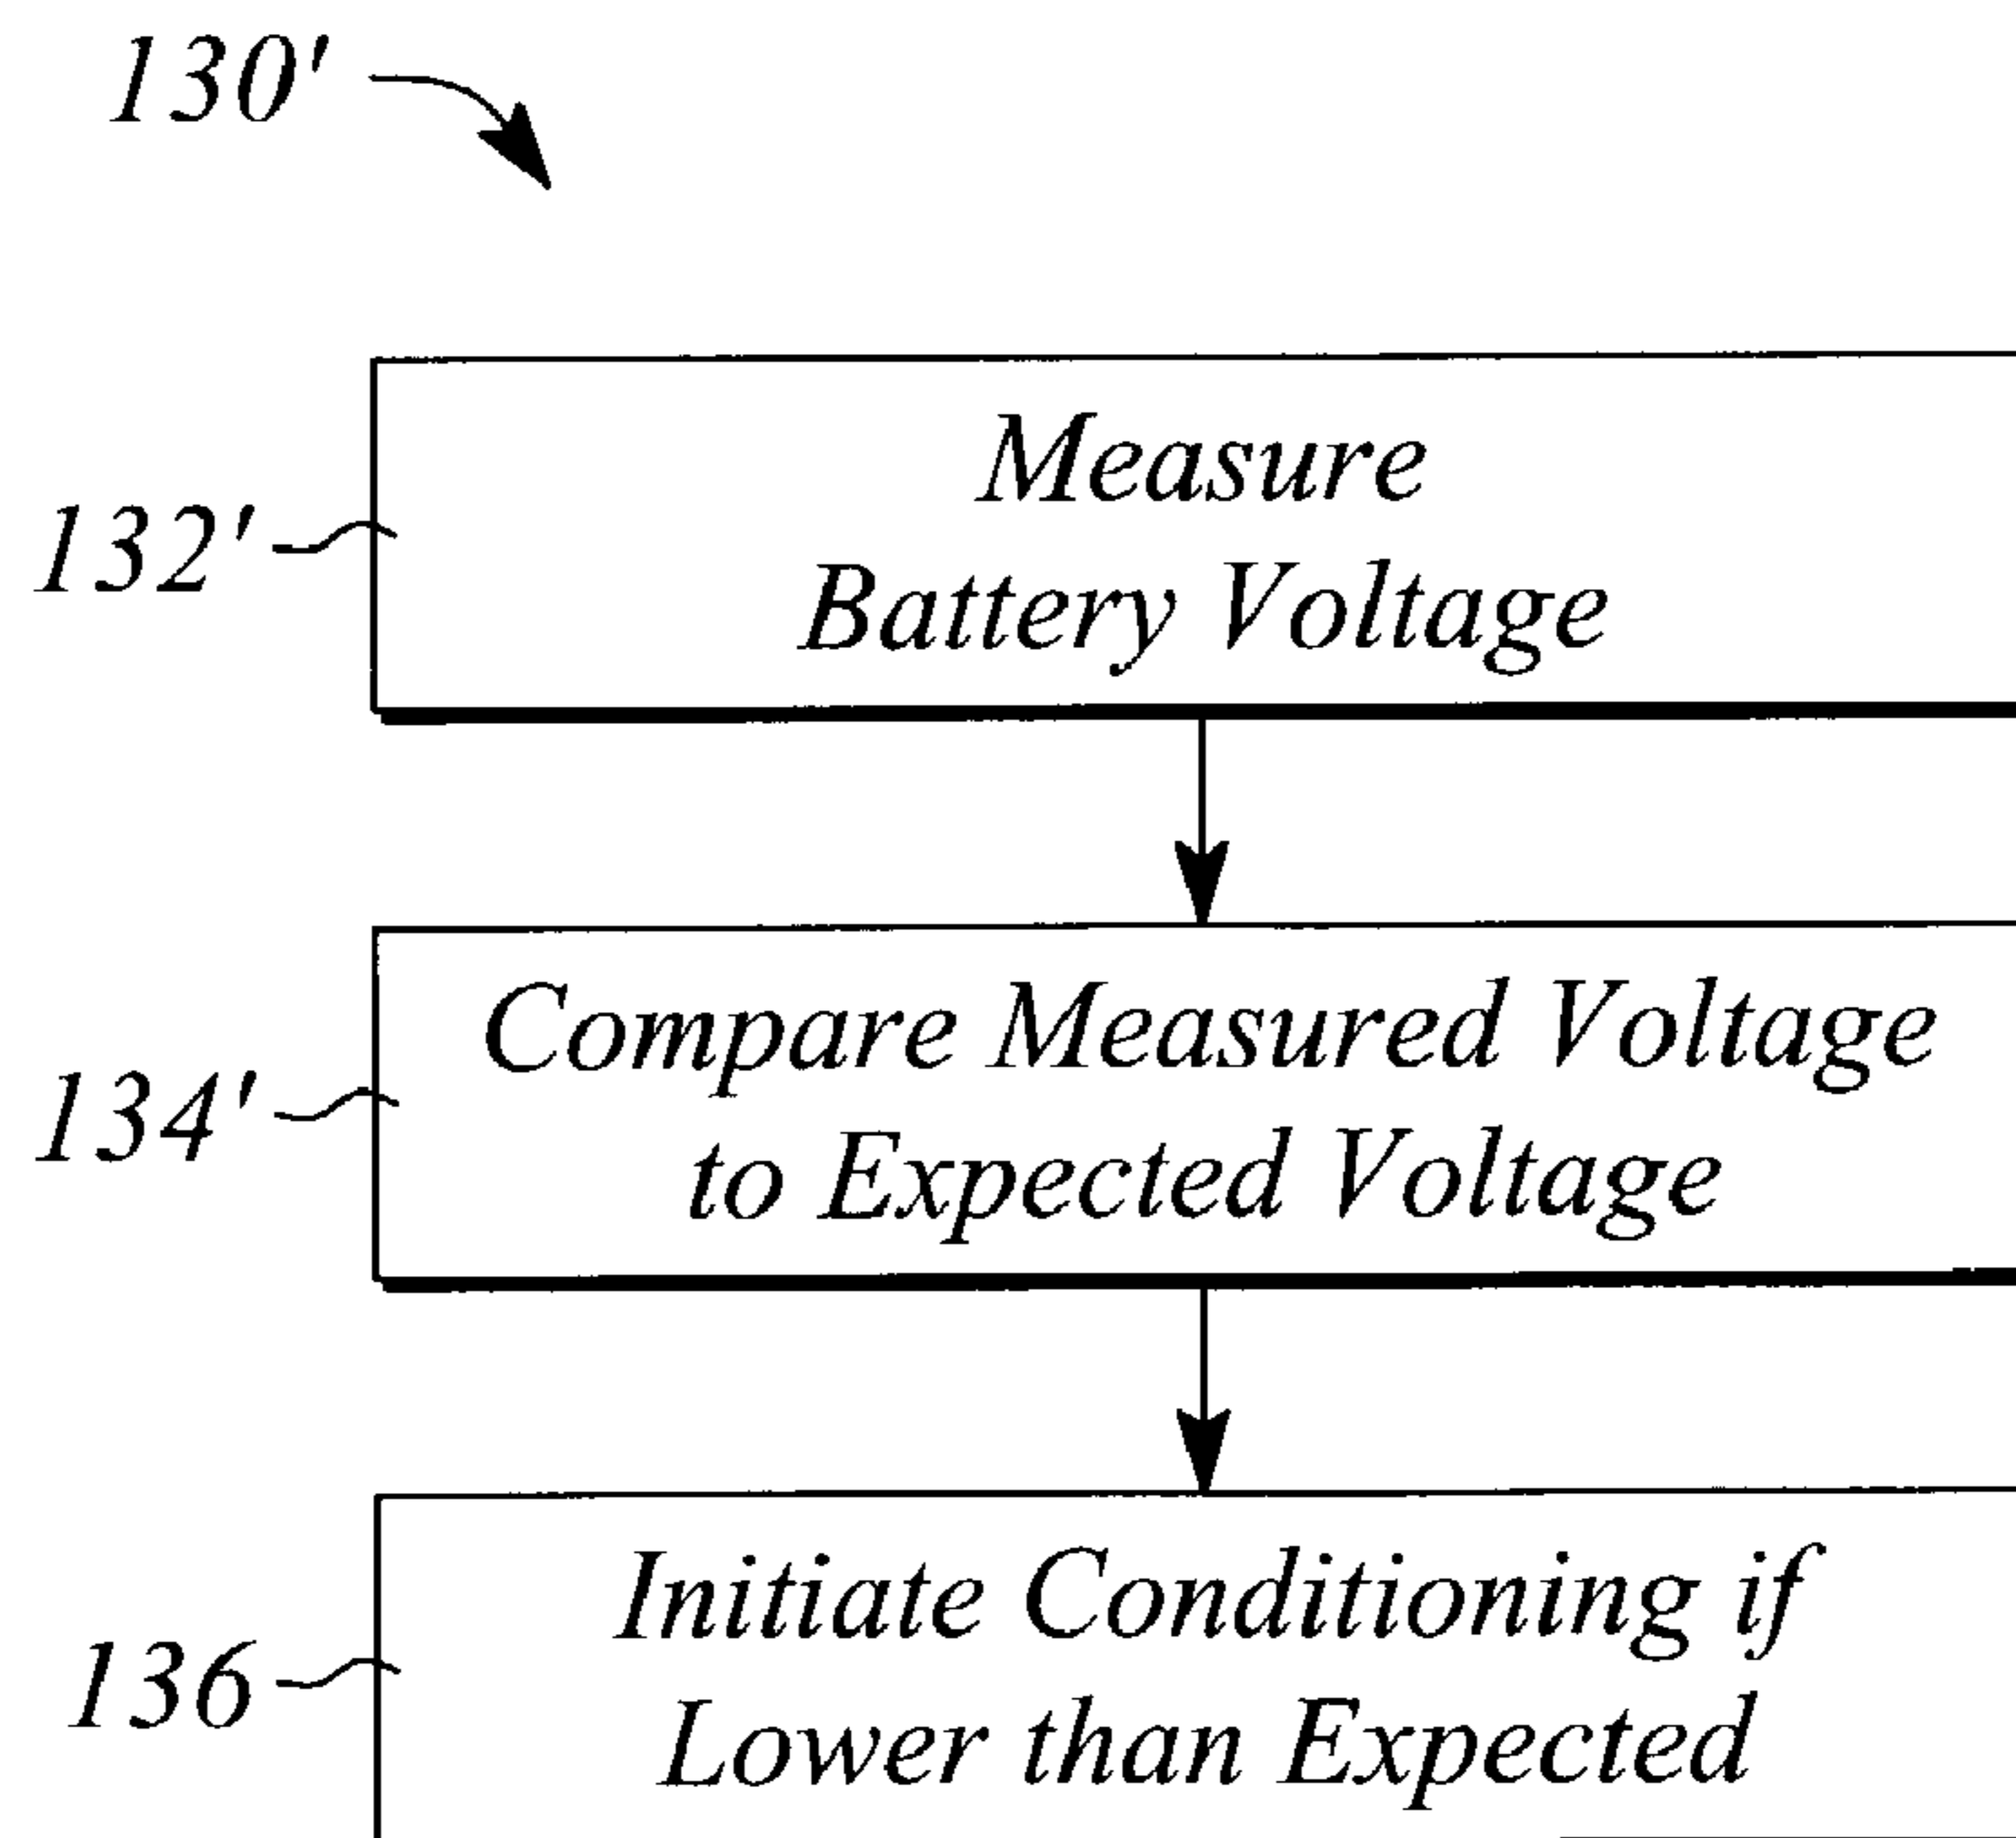 130'
132'
Measure
Battery Voltage
134'
Compare Measured Voltage
to Expected Voltage
136
Initiate Conditioning if
Lower than Expected